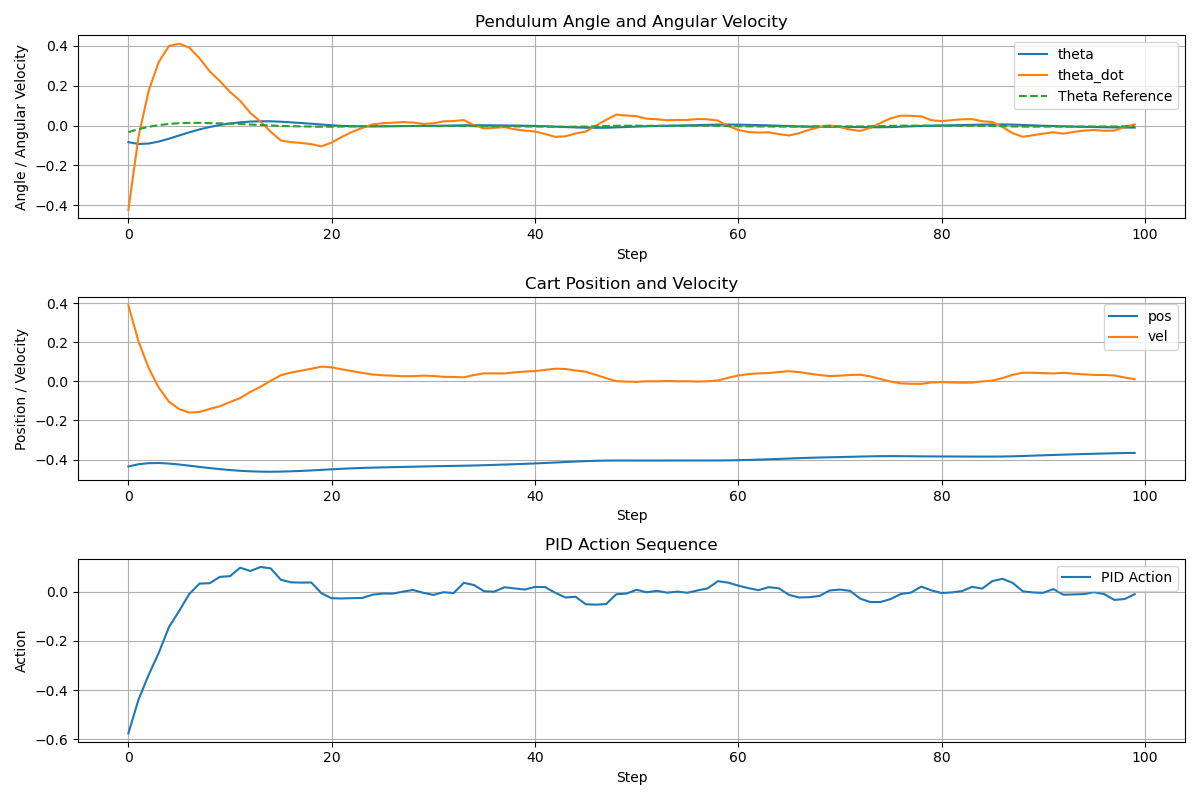 Pendulum Angle and Angular Velocity
Angle / Angular Velocity
0.4
0.2
0.0
−0.2
−0.4
theta
theta_dot
Theta Reference
0 20 40 60 80 100
Step
Cart Position and Velocity
Position / Velocity
0.4
0.2
0.0
−0.2
−0.4
pos
vel
0 20 40 60 80 100
Step
PID Action Sequence
Action
0.0
−0.2
−0.4
−0.6
PID Action
0 20 40 60 80 100
Step